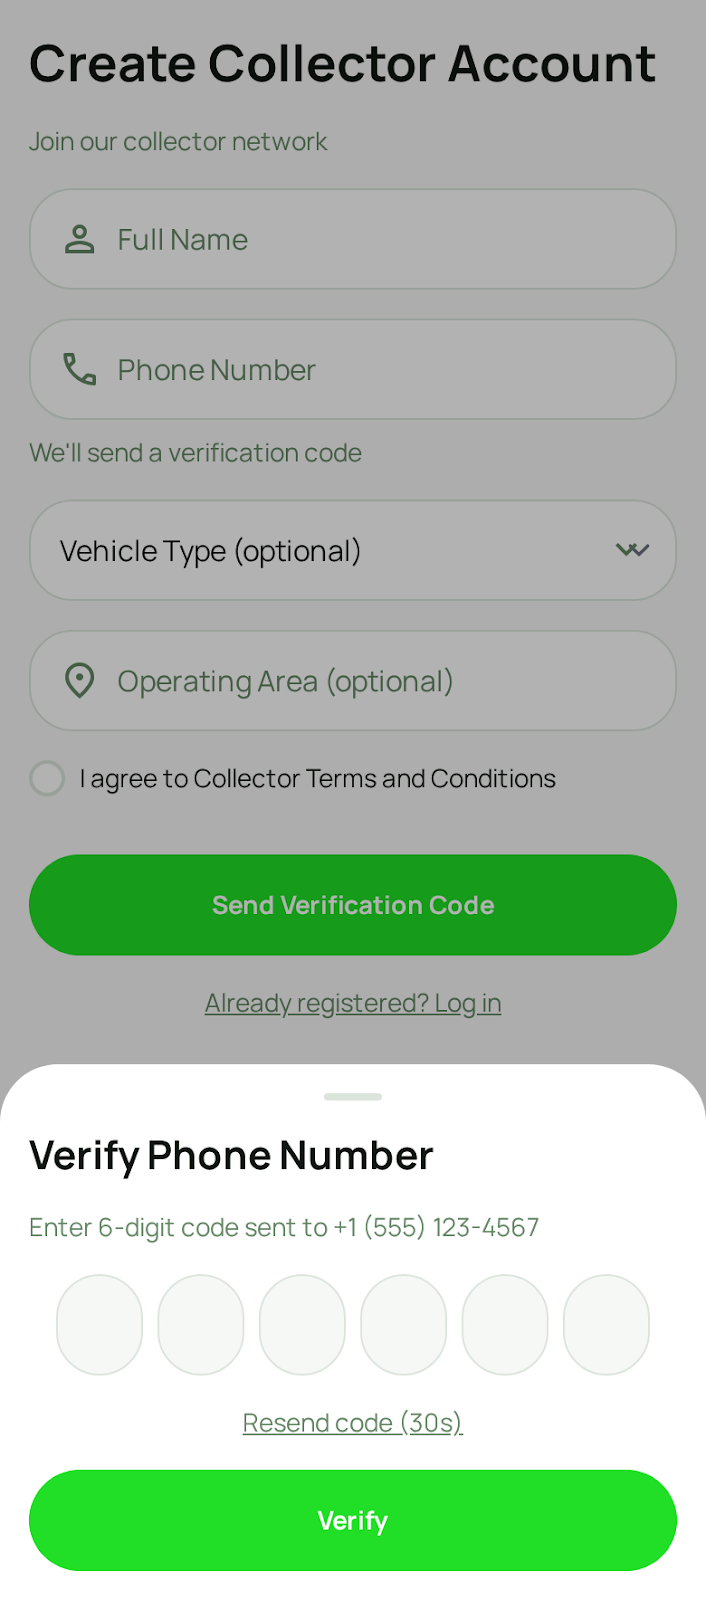 Create Collector Account
Join our collector network
Full Name
Phone Number
We'll send a verification code
Vehicle Type (optional)
Operating Area (optional)
I agree to Collector Terms and Conditions
Send Verification Code
Already registered? Log in
Verify Phone Number
Enter 6-digit code sent to +1 (555) 123-4567
Resend code (30s)
Verify